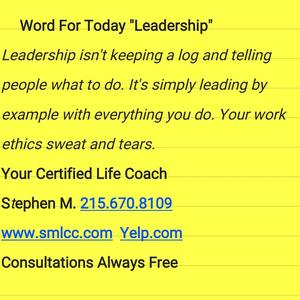 Word For Today "Leadership"
Leadership isn't keeping a log and telling
people what to do. It's simply leading by
example with everything you do. Your work
ethics sweat and tears.
Your Certified Life Coach
Stephen M. 215.670.8109
www.smlcc.com Yelp.com
Consultations Always Free